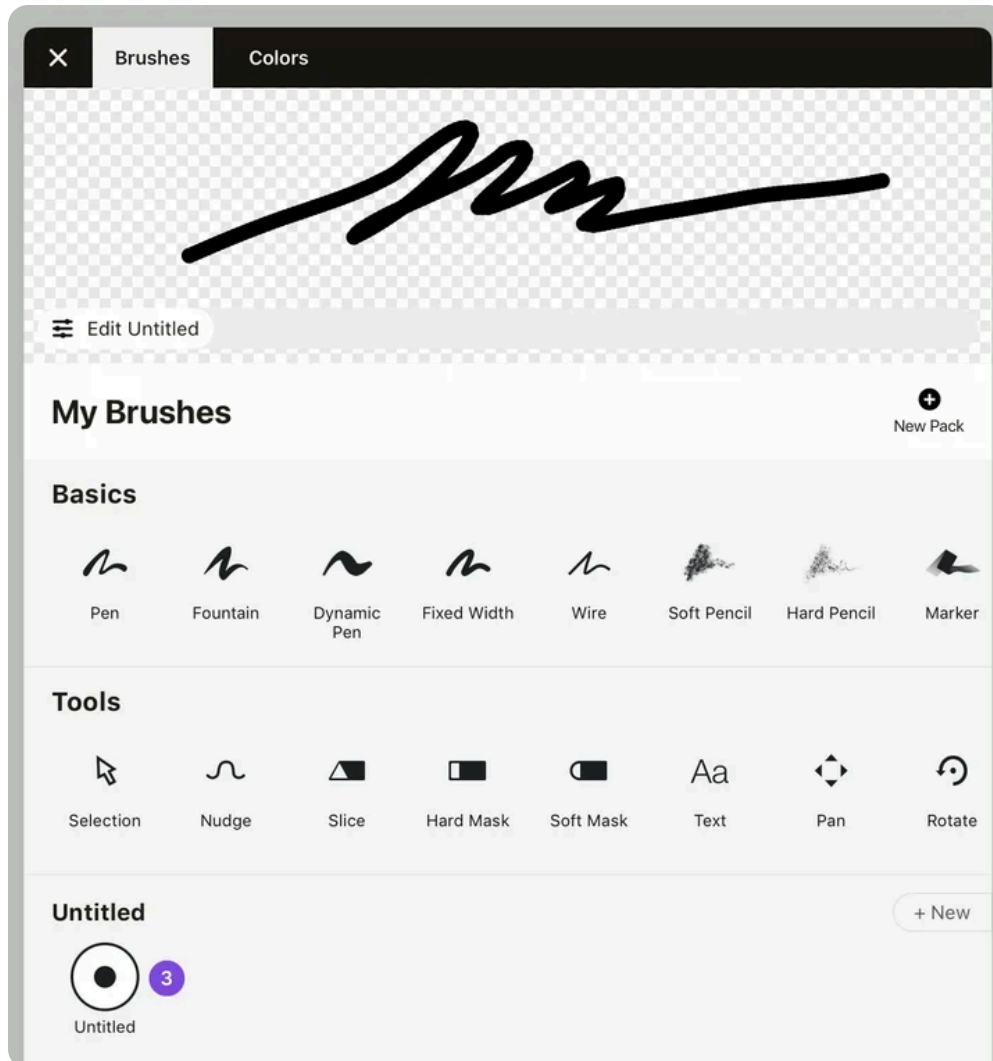 Brushes Colors
Edit Untitled
My Brushes
New Pack
Basics
Pen Fountain Dynamic Pen Fixed Width Wire Soft Pencil Hard Pencil Marker
Tools
Selection Nudge Slice Hard Mask Soft Mask Aa Text Pan Rotate
Untitled + New
3
Untitled